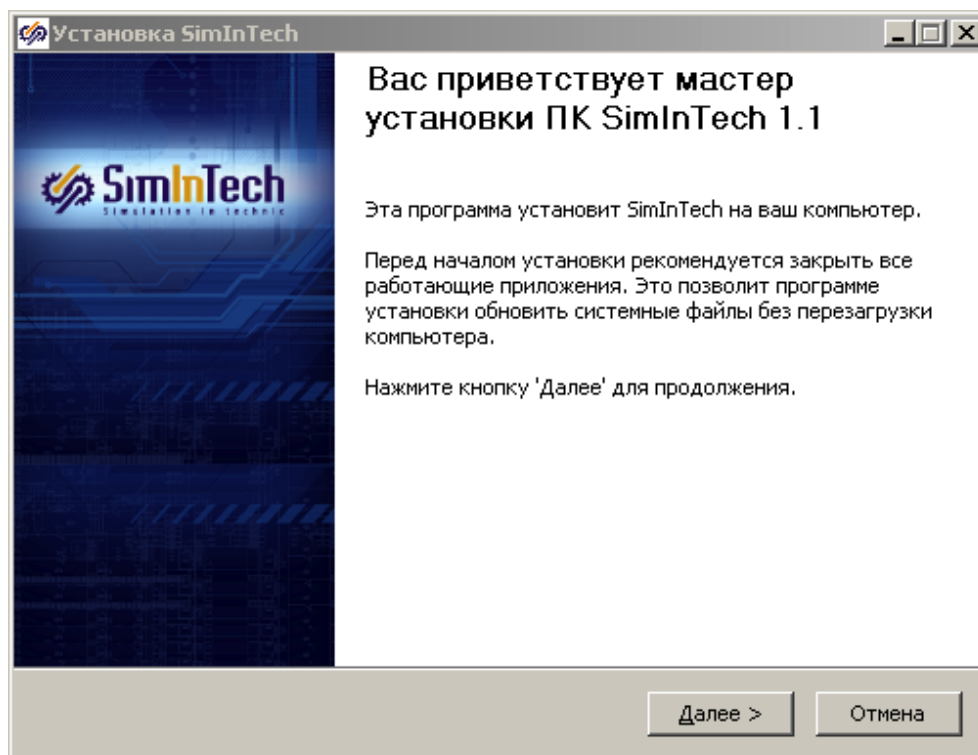 Установка SimInTech
Вас приветствует мастер
установки ПК SimInTech 1.1
SimInTech
Simulation in technic
Эта программа установит SimInTech на ваш компьютер.
Перед началом установки рекомендуется закрыть все
работающие приложения. Это позволит программе
установки обновить системные файлы без перезагрузки
компьютера.
Нажмите кнопку 'Далее' для продолжения.
Далее >
Отмена